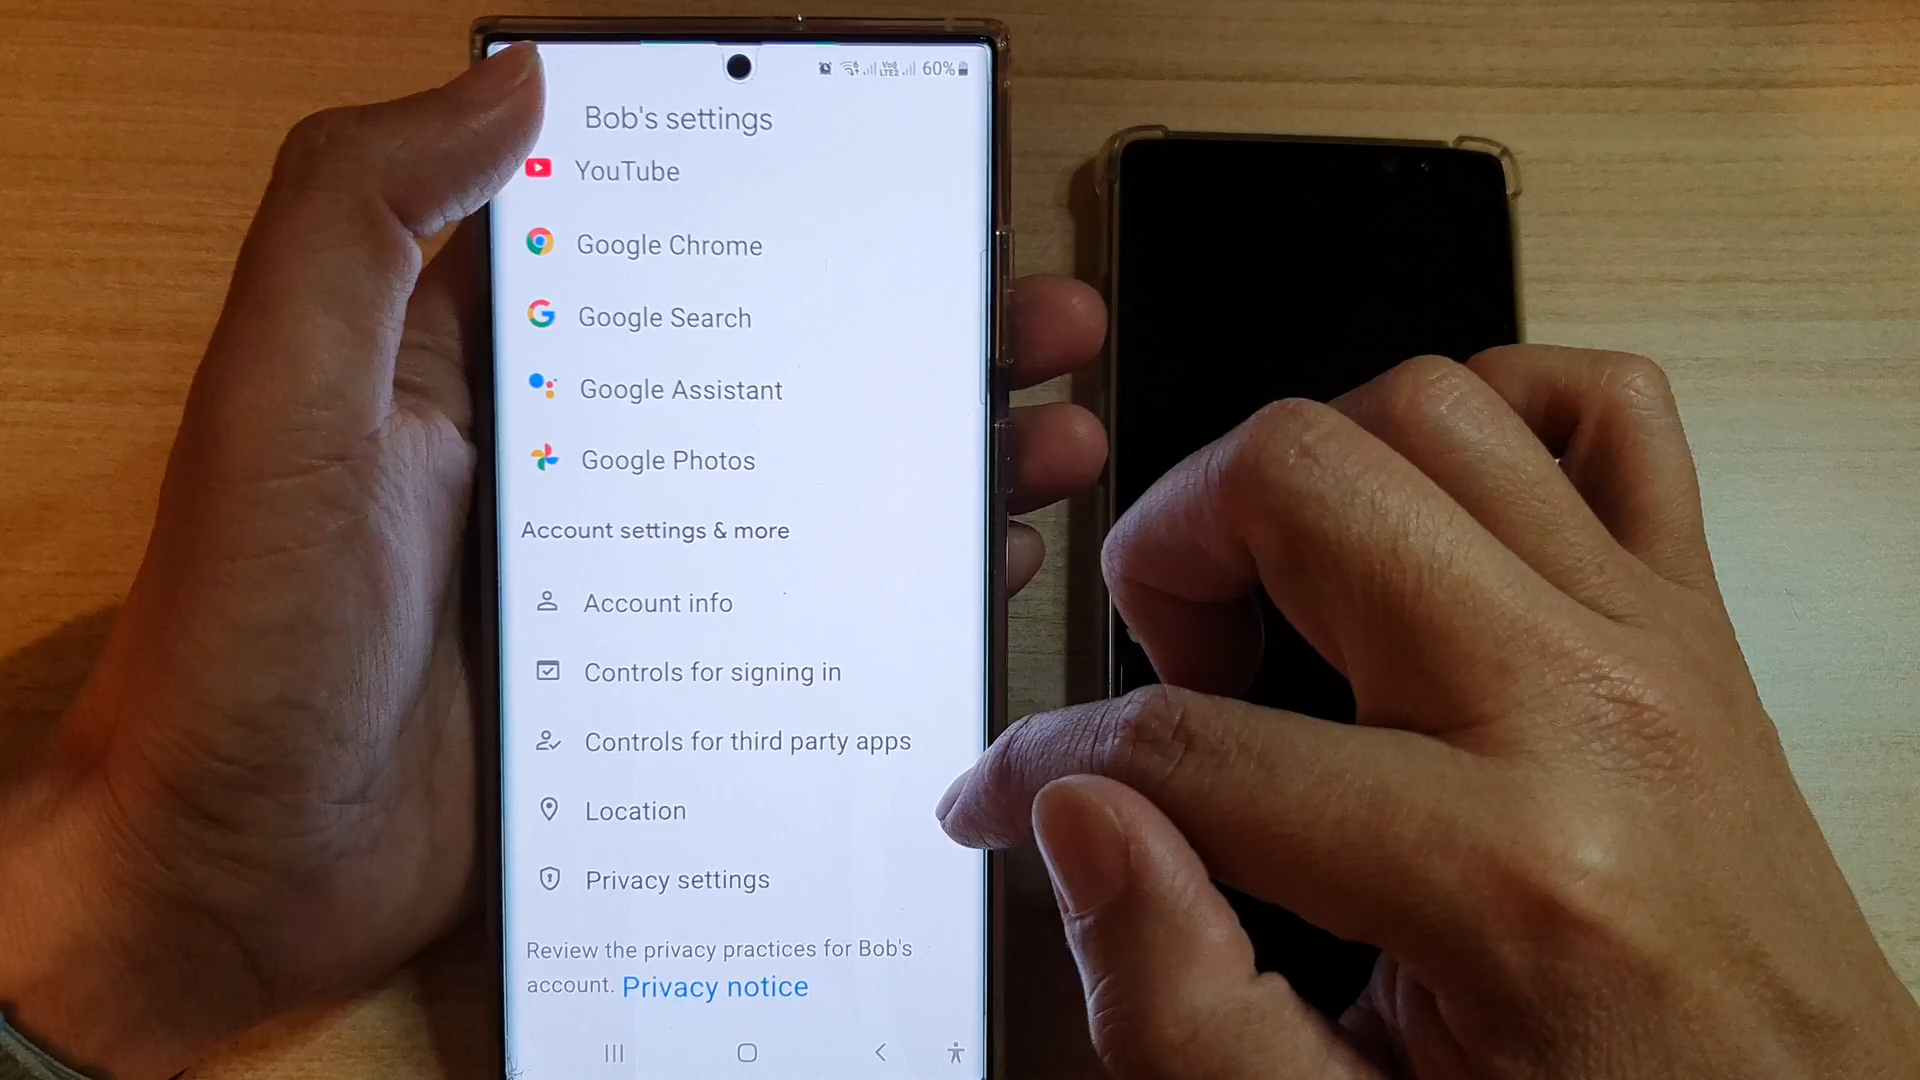 60%
Bob's settings
YouTube
Google Chrome
Google Search
Google Assistant
Google Photos
Account settings & more
Account info
Controls for signing in
Controls for third party apps
Location
Privacy settings
Review the privacy practices for Bob's
account. Privacy notice